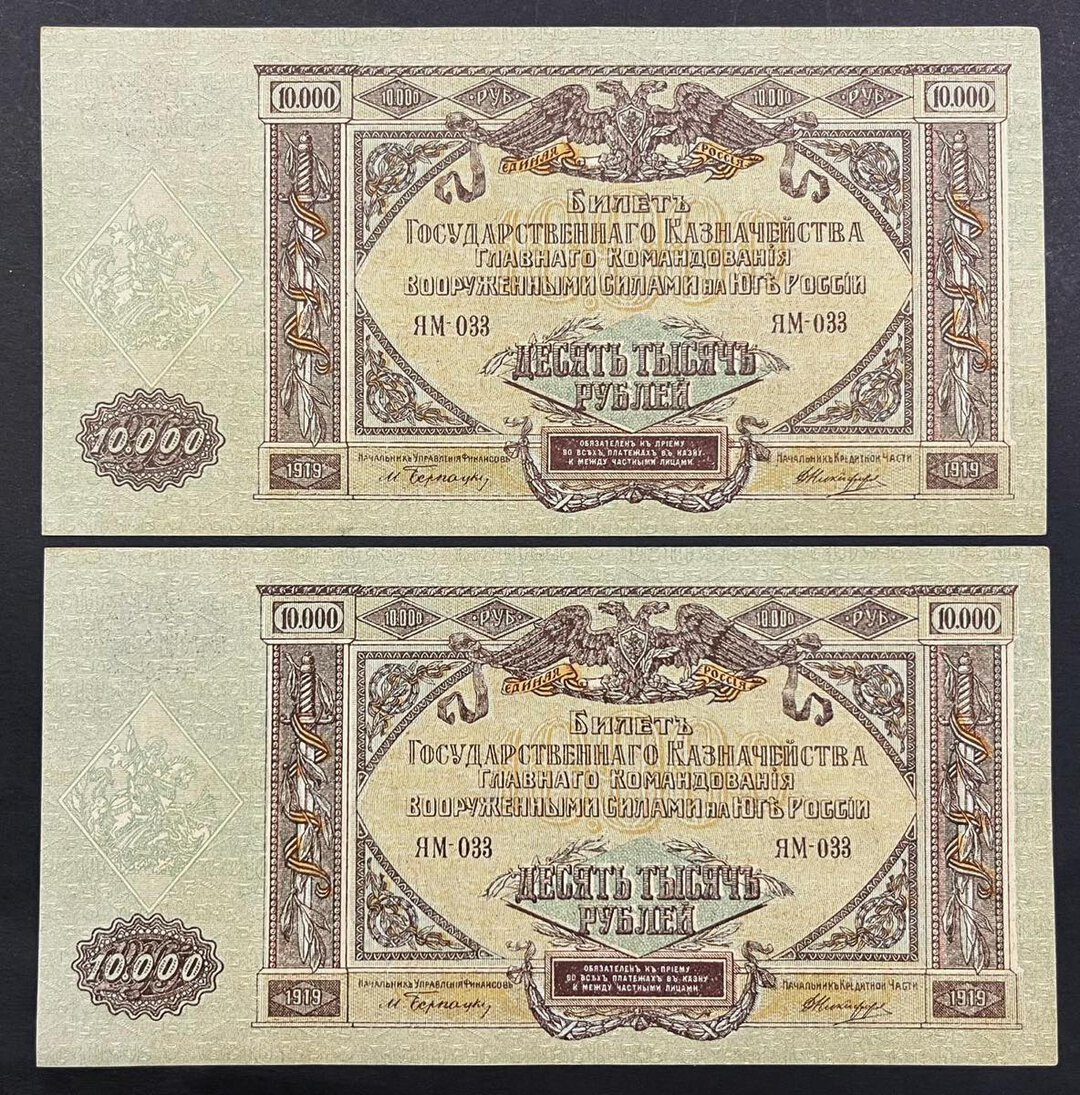 10.000 10.000 РУБ. 10.000 РУБ. 10.000
ЕДИНАЯ РОССІЯ
БИЛЕТЪ
ГОСУДАРСТВЕННАГО КАЗНАЧЕЙСТВА
ГЛАВНАГО КОМАНДОВАНІЯ
ВООРУЖЕННЫМИ СИЛАМИ НА ЮГѢ РОССІИ
ЯМ-033 ЯМ-033
ДЕСЯТЬ ТЫСЯЧЪ
РУБЛЕЙ
10.000
ОБЯЗАТЕЛЕНЪ КЪ ПРІЕМУ
ВО ВСѢХЪ ПЛАТЕЖАХЪ ВЪ КАЗНУ
И МЕЖДУ ЧАСТНЫМИ ЛИЦАМИ.
НАЧАЛЬНИКЪ УПРАВЛЕНІЯ ФИНАНСОВЪ НАЧАЛЬНИКЪ КРЕДИТНОЙ ЧАСТИ
1919 1919
10.000 10.000 РУБ. 10.000 РУБ. 10.000
ЕДИНАЯ РОССІЯ
БИЛЕТЪ
ГОСУДАРСТВЕННАГО КАЗНАЧЕЙСТВА
ГЛАВНАГО КОМАНДОВАНІЯ
ВООРУЖЕННЫМИ СИЛАМИ НА ЮГѢ РОССІИ
ЯМ-033 ЯМ-033
ДЕСЯТЬ ТЫСЯЧЪ
РУБЛЕЙ
10.000
ОБЯЗАТЕЛЕНЪ КЪ ПРІЕМУ
ВО ВСѢХЪ ПЛАТЕЖАХЪ ВЪ КАЗНУ
И МЕЖДУ ЧАСТНЫМИ ЛИЦАМИ.
НАЧАЛЬНИКЪ УПРАВЛЕНІЯ ФИНАНСОВЪ НАЧАЛЬНИКЪ КРЕДИТНОЙ ЧАСТИ
1919 1919